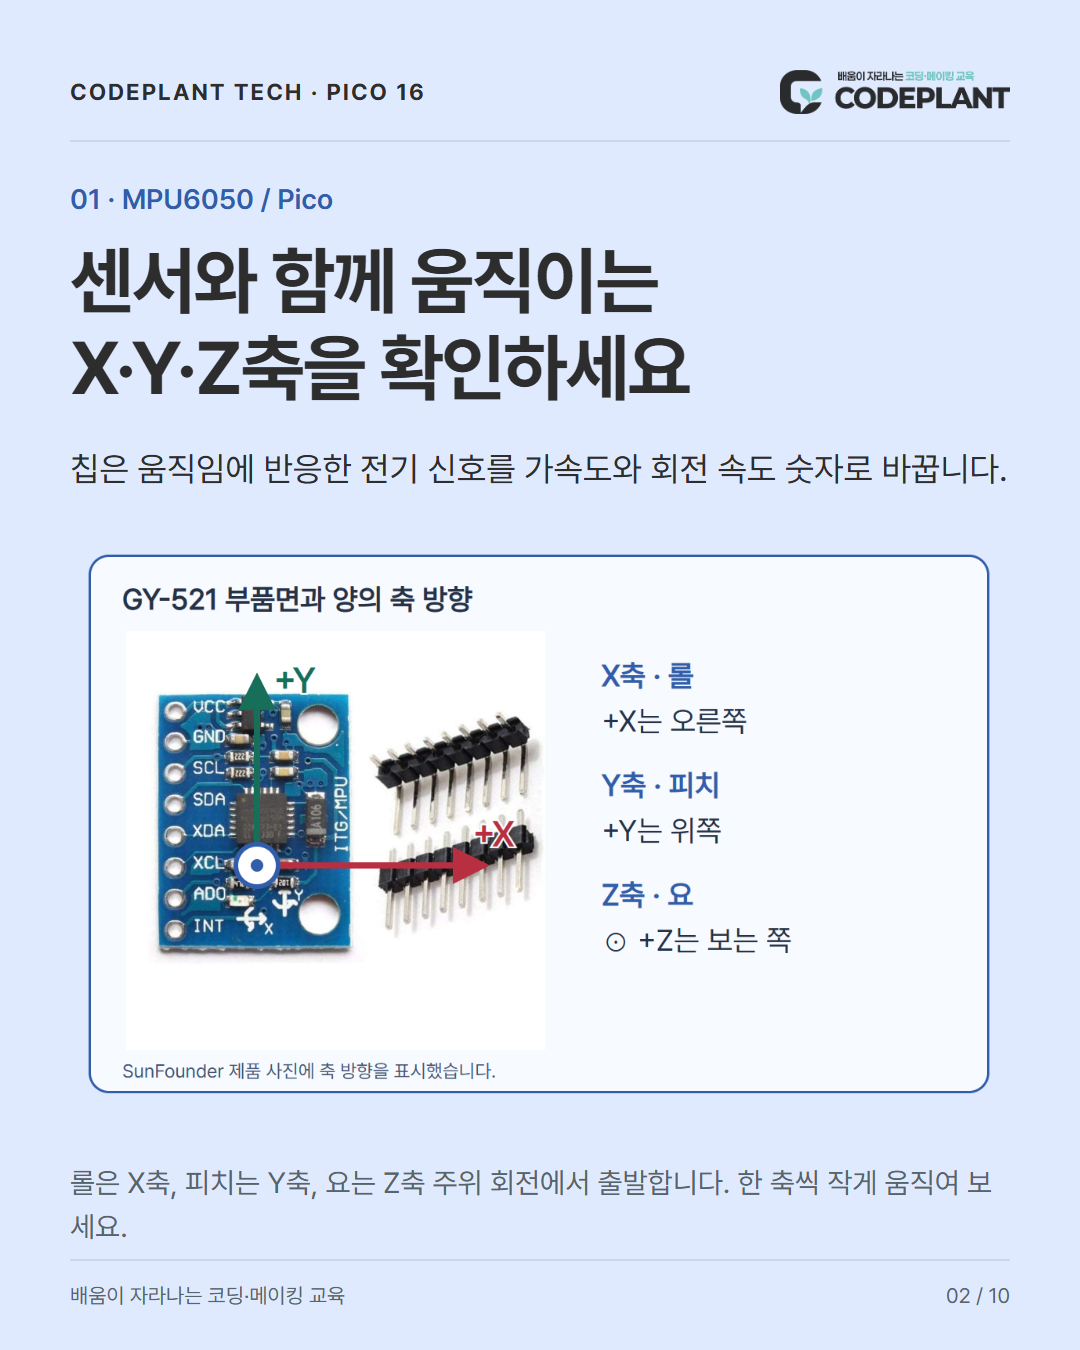 CODEPLANT TECH · PICO 16
배움이 자라나는 코딩·메이킹 교육
CODEPLANT
01 · MPU6050 / Pico
센서와 함께 움직이는
X·Y·Z축을 확인하세요
칩은 움직임에 반응한 전기 신호를 가속도와 회전 속도 숫자로 바꿉니다.
GY-521 부품면과 양의 축 방향
+Y
VCC
GND
SCL
SDA
XDA
XCL
ADO
INT
ITG/MPU
A106
Y
X
+X
X축 · 롤
+X는 오른쪽
Y축 · 피치
+Y는 위쪽
Z축 · 요
⊙ +Z는 보는 쪽
SunFounder 제품 사진에 축 방향을 표시했습니다.
롤은 X축, 피치는 Y축, 요는 Z축 주위 회전에서 출발합니다. 한 축씩 작게 움직여 보
세요.
배움이 자라나는 코딩·메이킹 교육
02 / 10